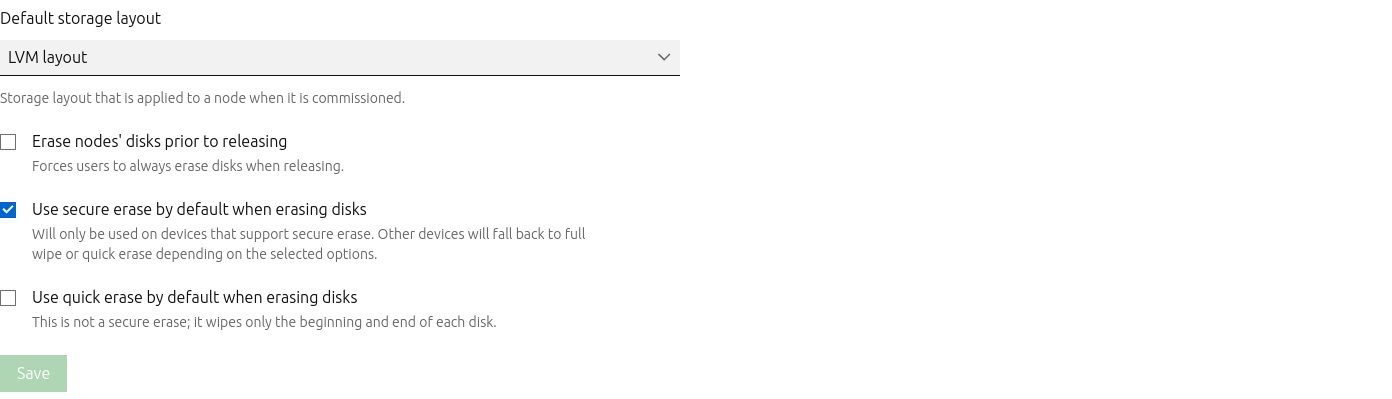 Default storage layout
LVM layout
Storage layout that is applied to a node when it is commissioned.
Erase nodes' disks prior to releasing
Forces users to always erase disks when releasing.
Use secure erase by default when erasing disks
Will only be used on devices that support secure erase. Other devices will fall back to full
wipe or quick erase depending on the selected options.
Use quick erase by default when erasing disks
This is not a secure erase; it wipes only the beginning and end of each disk.
Save